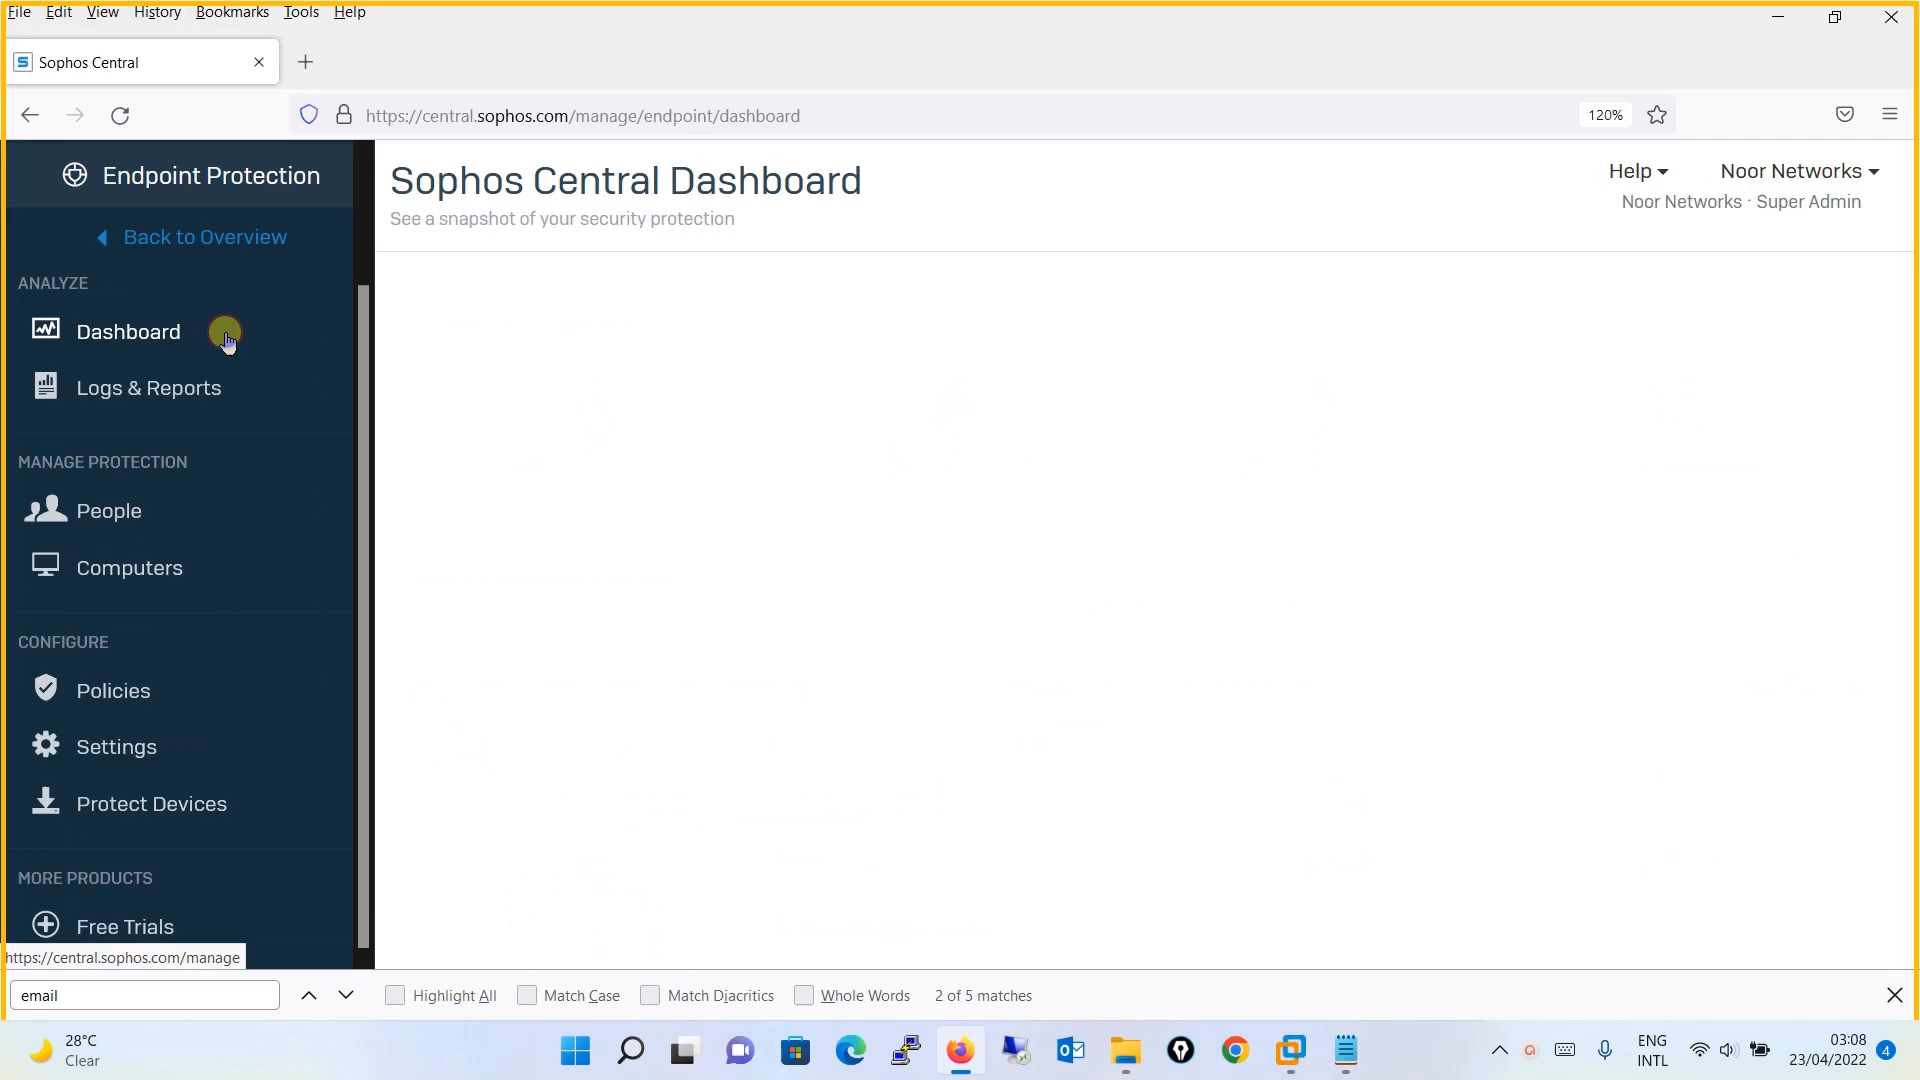 File Edit View History Bookmarks Tools Help
Sophos Central
https://central.sophos.com/manage/endpoint/dashboard
120%
Endpoint Protection
Back to Overview
ANALYZE
Dashboard
Logs & Reports
MANAGE PROTECTION
People
Computers
CONFIGURE
Policies
Settings
Protect Devices
MORE PRODUCTS
Free Trials
https://central.sophos.com/manage
Sophos Central Dashboard
See a snapshot of your security protection
Help
Noor Networks
Noor Networks · Super Admin
email
Highlight All Match Case Match Diacritics Whole Words 2 of 5 matches
28°C
Clear
ENG
INTL
03:08
23/04/2022
4